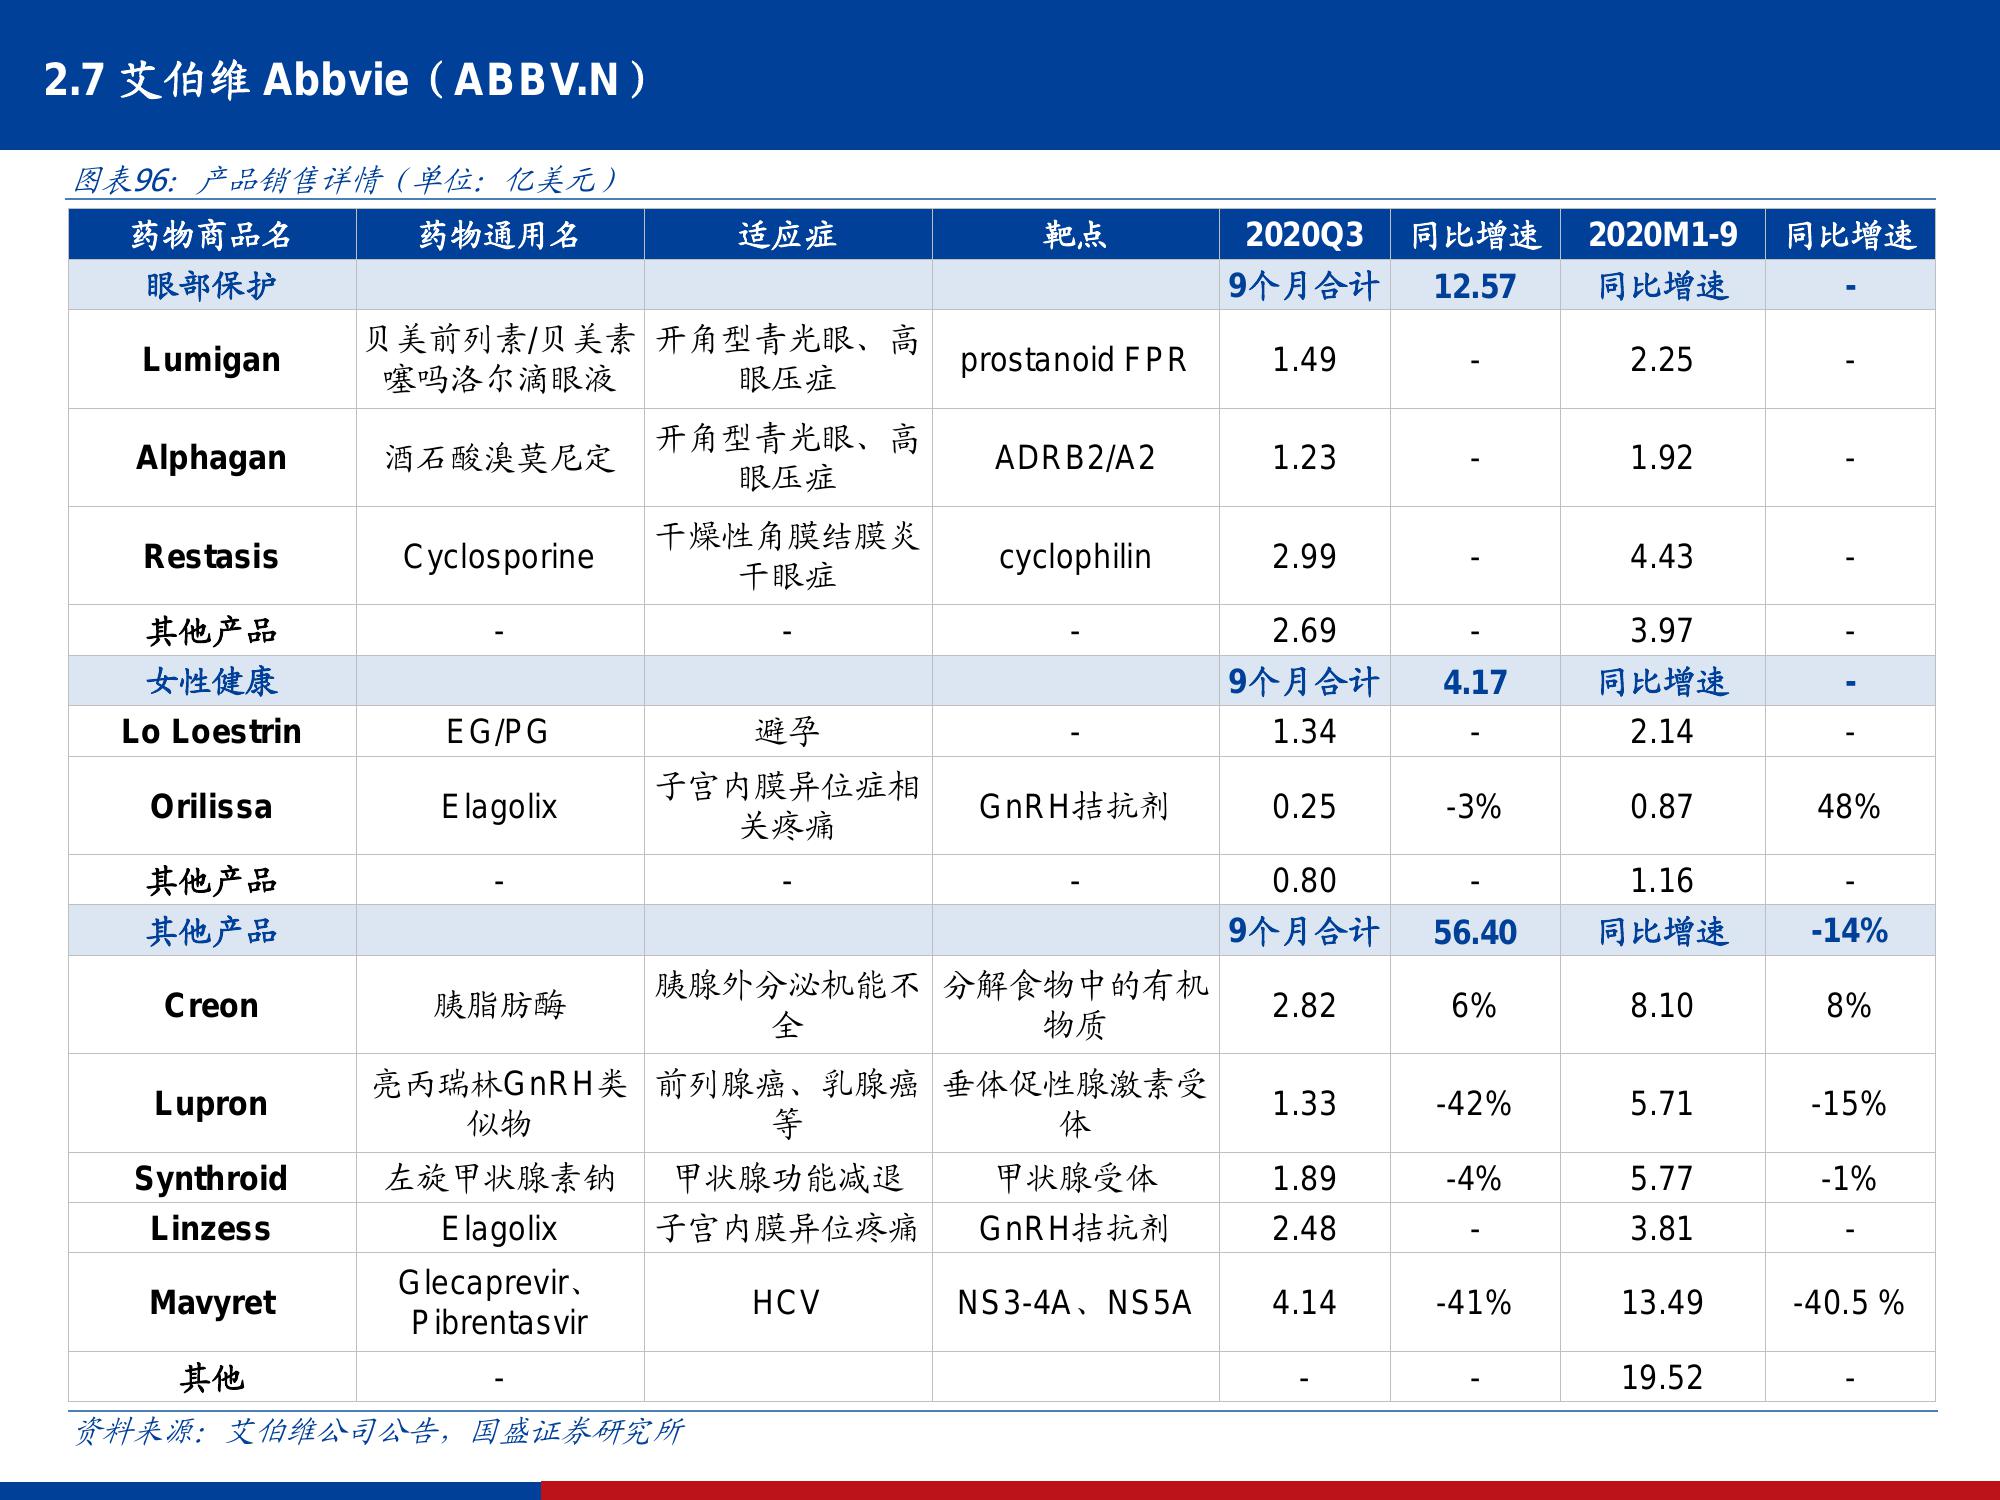 2.7 艾伯维 Abbvie（ABBV.N）
图表96：产品销售详情（单位：亿美元）
药物商品名 药物通用名 适应症 靶点 2020Q3 同比增速 2020M1-9 同比增速
眼部保护 9个月合计 12.57 同比增速 -
Lumigan 贝美前列素/贝美素噻吗洛尔滴眼液 开角型青光眼、高眼压症 prostanoid FPR 1.49 - 2.25 -
Alphagan 酒石酸溴莫尼定 开角型青光眼、高眼压症 ADRB2/A2 1.23 - 1.92 -
Restasis Cyclosporine 干燥性角膜结膜炎干眼症 cyclophilin 2.99 - 4.43 -
其他产品 - - - 2.69 - 3.97 -
女性健康 9个月合计 4.17 同比增速 -
Lo Loestrin EG/PG 避孕 - 1.34 - 2.14 -
Orilissa Elagolix 子宫内膜异位症相关疼痛 GnRH拮抗剂 0.25 -3% 0.87 48%
其他产品 - - - 0.80 - 1.16 -
其他产品 9个月合计 56.40 同比增速 -14%
Creon 胰脂肪酶 胰腺外分泌机能不全 分解食物中的有机物质 2.82 6% 8.10 8%
Lupron 亮丙瑞林GnRH类似物 前列腺癌、乳腺癌等 垂体促性腺激素受体 1.33 -42% 5.71 -15%
Synthroid 左旋甲状腺素钠 甲状腺功能减退 甲状腺受体 1.89 -4% 5.77 -1%
Linzess Elagolix 子宫内膜异位疼痛 GnRH拮抗剂 2.48 - 3.81 -
Mavyret Glecaprevir、Pibrentasvir HCV NS3-4A、NS5A 4.14 -41% 13.49 -40.5 %
其他 - - - 19.52 -
资料来源：艾伯维公司公告，国盛证券研究所